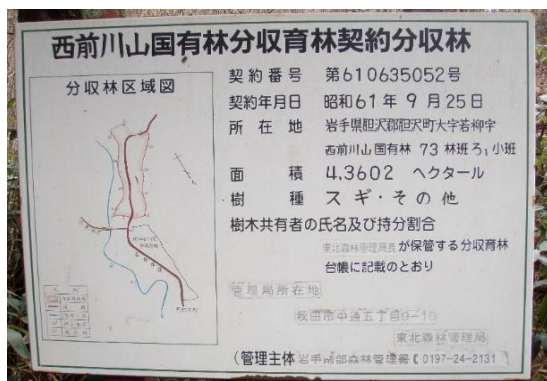 西前川山国有林分収育林契約分収林
分収林区域図
契約番号 第610635052号
契約年月日 昭和61年9月25日
所在地 岩手県胆沢郡胆沢町大字若柳字
西前川山国有林 73林班ろ1小班
面積 4,3602 ヘクタール
樹種 スギ・その他
樹木共有者の氏名及び持分割合
東北森林管理局長が保管する分収育林
台帳に記載のとおり
管理局所在地
秋田市中通五丁目9-16
東北森林管理局
(管理主体 岩手南部森林管理署【0197-24-2131